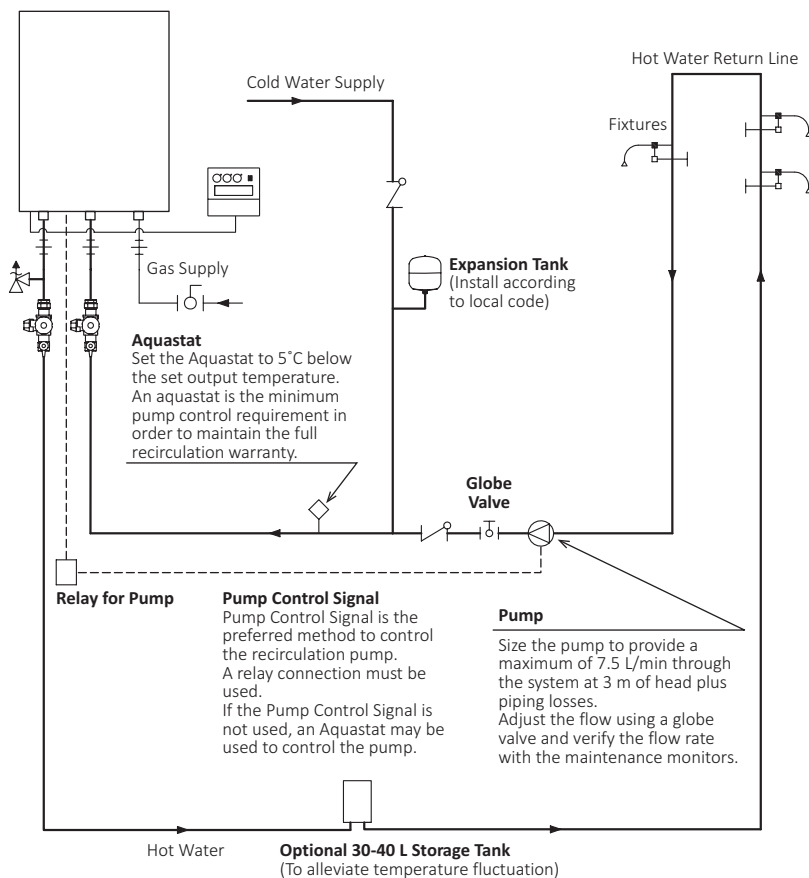 Hot Water Return Line
Cold Water Supply
Fixtures
Gas Supply
Expansion Tank
(Install according
to local code)
Aquastat
Set the Aquastat to 5˚C below
the set output temperature.
An aquastat is the minimum
pump control requirement in
order to maintain the full
recirculation warranty.
Globe
Valve
Relay for Pump
Pump Control Signal
Pump Control Signal is the
preferred method to control
the recirculation pump.
A relay connection must be
used.
If the Pump Control Signal is
not used, an Aquastat may be
used to control the pump.
Pump
Size the pump to provide a
maximum of 7.5 L/min through
the system at 3 m of head plus
piping losses.
Adjust the flow using a globe
valve and verify the flow rate
with the maintenance monitors.
Hot Water
Optional 30-40 L Storage Tank
(To alleviate temperature fluctuation)